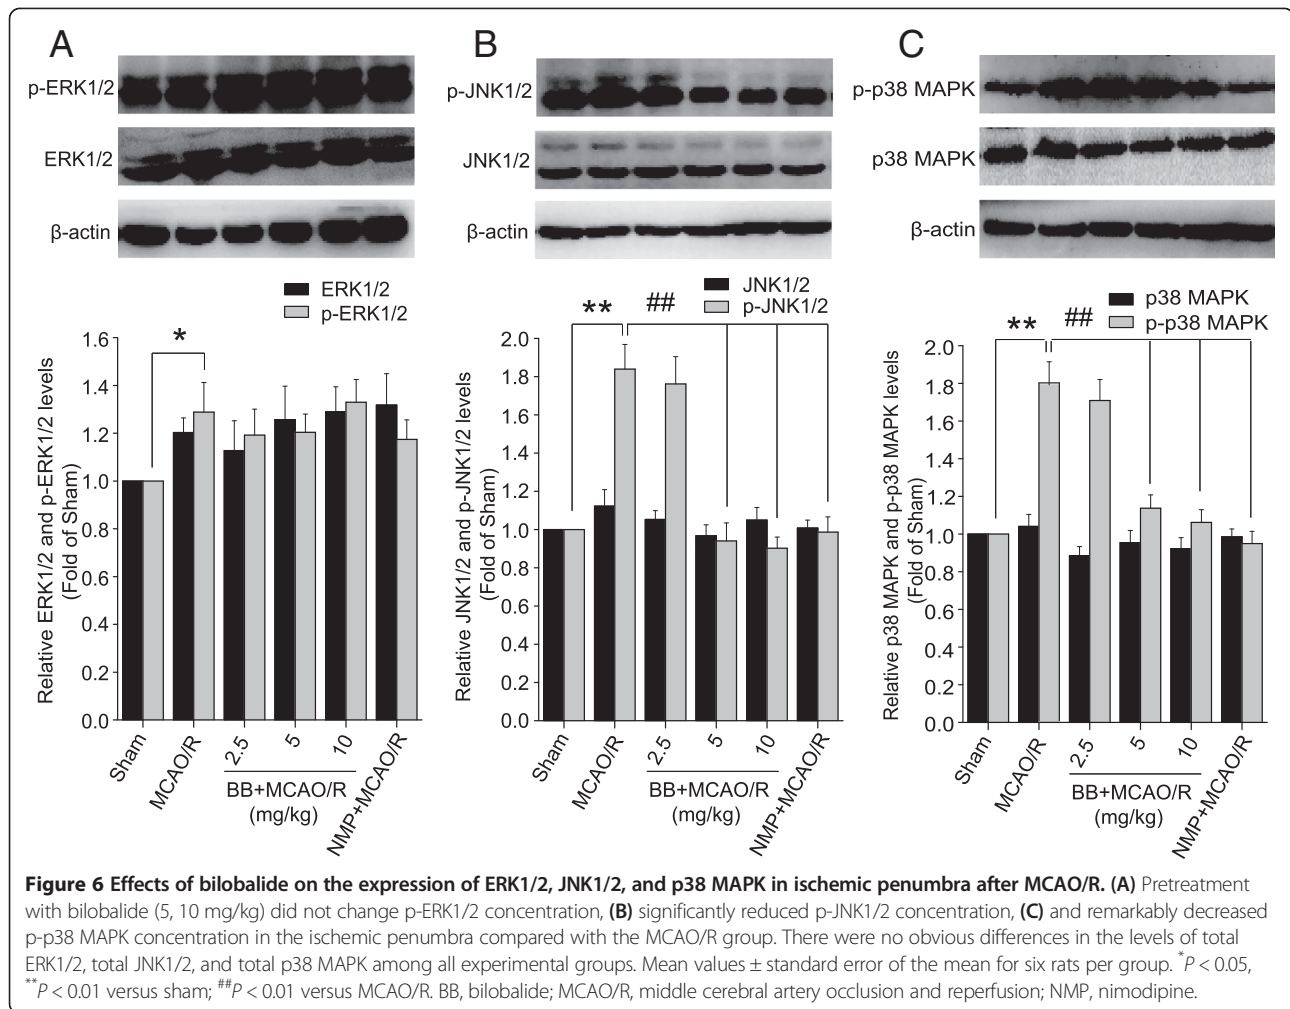 A
p-ERK1/2
ERK1/2
β-actin
ERK1/2
p-ERK1/2
*
Relative ERK1/2 and p-ERK1/2 levels
(Fold of Sham)
1.6
1.4
1.2
1.0
0.8
0.6
0.4
0.2
0.0
Sham
MCAO/R
2.5
5
10
NMP+MCAO/R
BB+MCAO/R
(mg/kg)
B
p-JNK1/2
JNK1/2
β-actin
JNK1/2
p-JNK1/2
**
##
Relative JNK1/2 and p-JNK1/2 levels
(Fold of Sham)
2.0
1.8
1.6
1.4
1.2
1.0
0.8
0.6
0.4
0.2
0.0
Sham
MCAO/R
2.5
5
10
NMP+MCAO/R
BB+MCAO/R
(mg/kg)
C
p-p38 MAPK
p38 MAPK
β-actin
p38 MAPK
p-p38 MAPK
**
##
Relative p38 MAPK and p-p38 MAPK levels
(Fold of Sham)
2.0
1.8
1.6
1.4
1.2
1.0
0.8
0.6
0.4
0.2
0.0
Sham
MCAO/R
2.5
5
10
NMP+MCAO/R
BB+MCAO/R
(mg/kg)
Figure 6 Effects of bilobalide on the expression of ERK1/2, JNK1/2, and p38 MAPK in ischemic penumbra after MCAO/R. (A) Pretreatment
with bilobalide (5, 10 mg/kg) did not change p-ERK1/2 concentration, (B) significantly reduced p-JNK1/2 concentration, (C) and remarkably decreased
p-p38 MAPK concentration in the ischemic penumbra compared with the MCAO/R group. There were no obvious differences in the levels of total
ERK1/2, total JNK1/2, and total p38 MAPK among all experimental groups. Mean values ± standard error of the mean for six rats per group. *P < 0.05,
**P < 0.01 versus sham; ##P < 0.01 versus MCAO/R. BB, bilobalide; MCAO/R, middle cerebral artery occlusion and reperfusion; NMP, nimodipine.